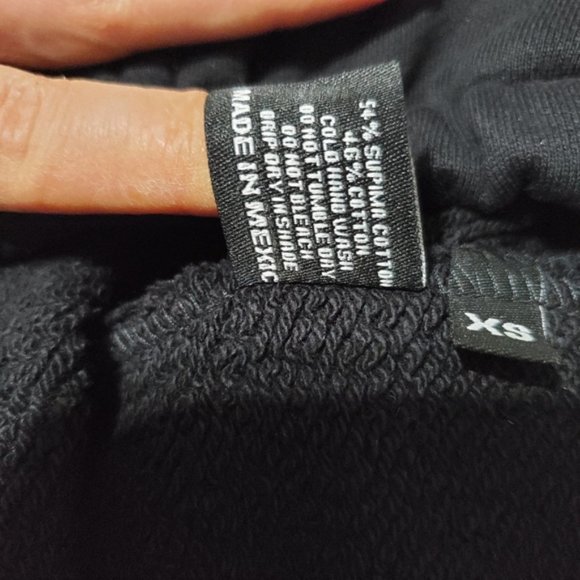 54% SUPIMA COTTON
46% COTTON
COLD HAND WASH
DO NOT TUMBLE DRY
DO NOT BLEACH
DRIP DRY IN SHADE
MADE IN MEXIC
XS